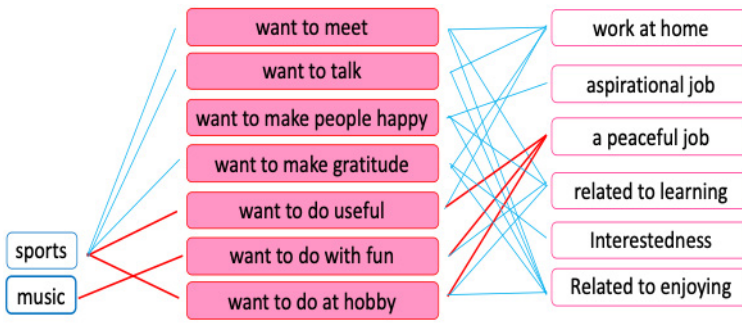 want to meet
want to talk
want to make people happy
want to make gratitude
want to do useful
want to do with fun
want to do at hobby
sports
music
work at home
aspirational job
a peaceful job
related to learning
Interestedness
Related to enjoying